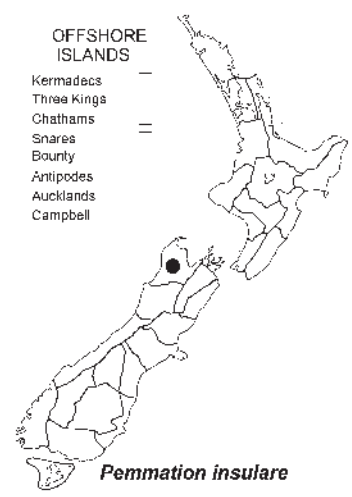 OFFSHORE
ISLANDS
Kermadecs
Three Kings
Chathams
Snares
Bounty
Antipodes
Aucklands
Campbell
Pemmation insulare